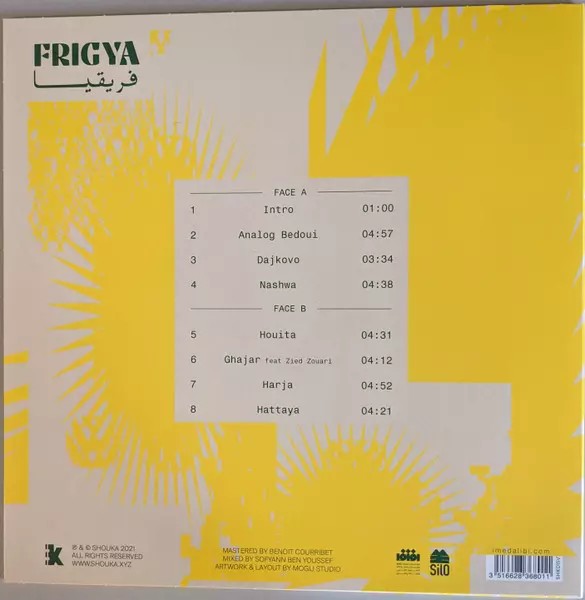 FRIGYA
فريقيا
FACE A
1 Intro 01:00
2 Analog Bedoui 04:57
3 Dajkovo 03:34
4 Nashwa 04:38
FACE B
5 Houita 04:31
6 Ghajar feat Zied Zouari 04:12
7 Harja 04:52
8 Hattaya 04:21
℗ & © SHOUKA 2021
ALL RIGHTS RESERVED
WWW.SHOUKA.XYZ
MASTERED BY BENOIT COURRIBET
MIXED BY SOFYANN BEN YOUSSEF
ARTWORK & LAYOUT BY MOGLI STUDIO
Silo
imedalibi.com
3 516628 368011